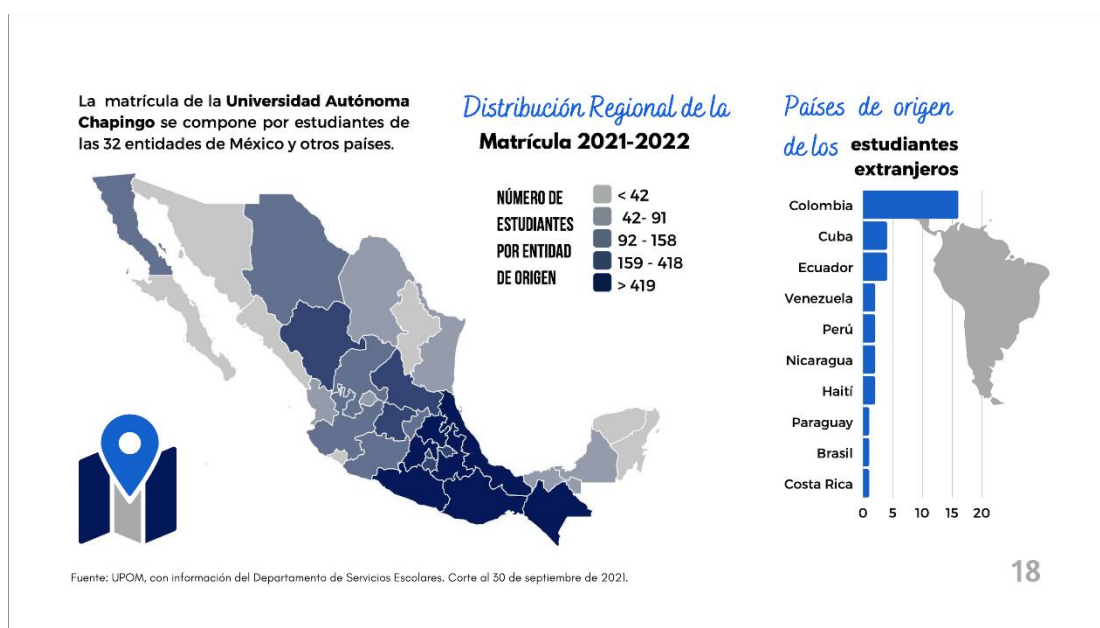 La matrícula de la Universidad Autónoma
Chapingo se compone por estudiantes de
las 32 entidades de México y otros países.
Distribución Regional de la
Matrícula 2021-2022
NÚMERO DE
ESTUDIANTES
POR ENTIDAD
DE ORIGEN
< 42
42- 91
92 - 158
159 - 418
> 419
Países de origen
de los estudiantes
extranjeros
Colombia
Cuba
Ecuador
Venezuela
Perú
Nicaragua
Haití
Paraguay
Brasil
Costa Rica
0 5 10 15 20
Fuente: UPOM, con información del Departamento de Servicios Escolares. Corte al 30 de septiembre de 2021.
18